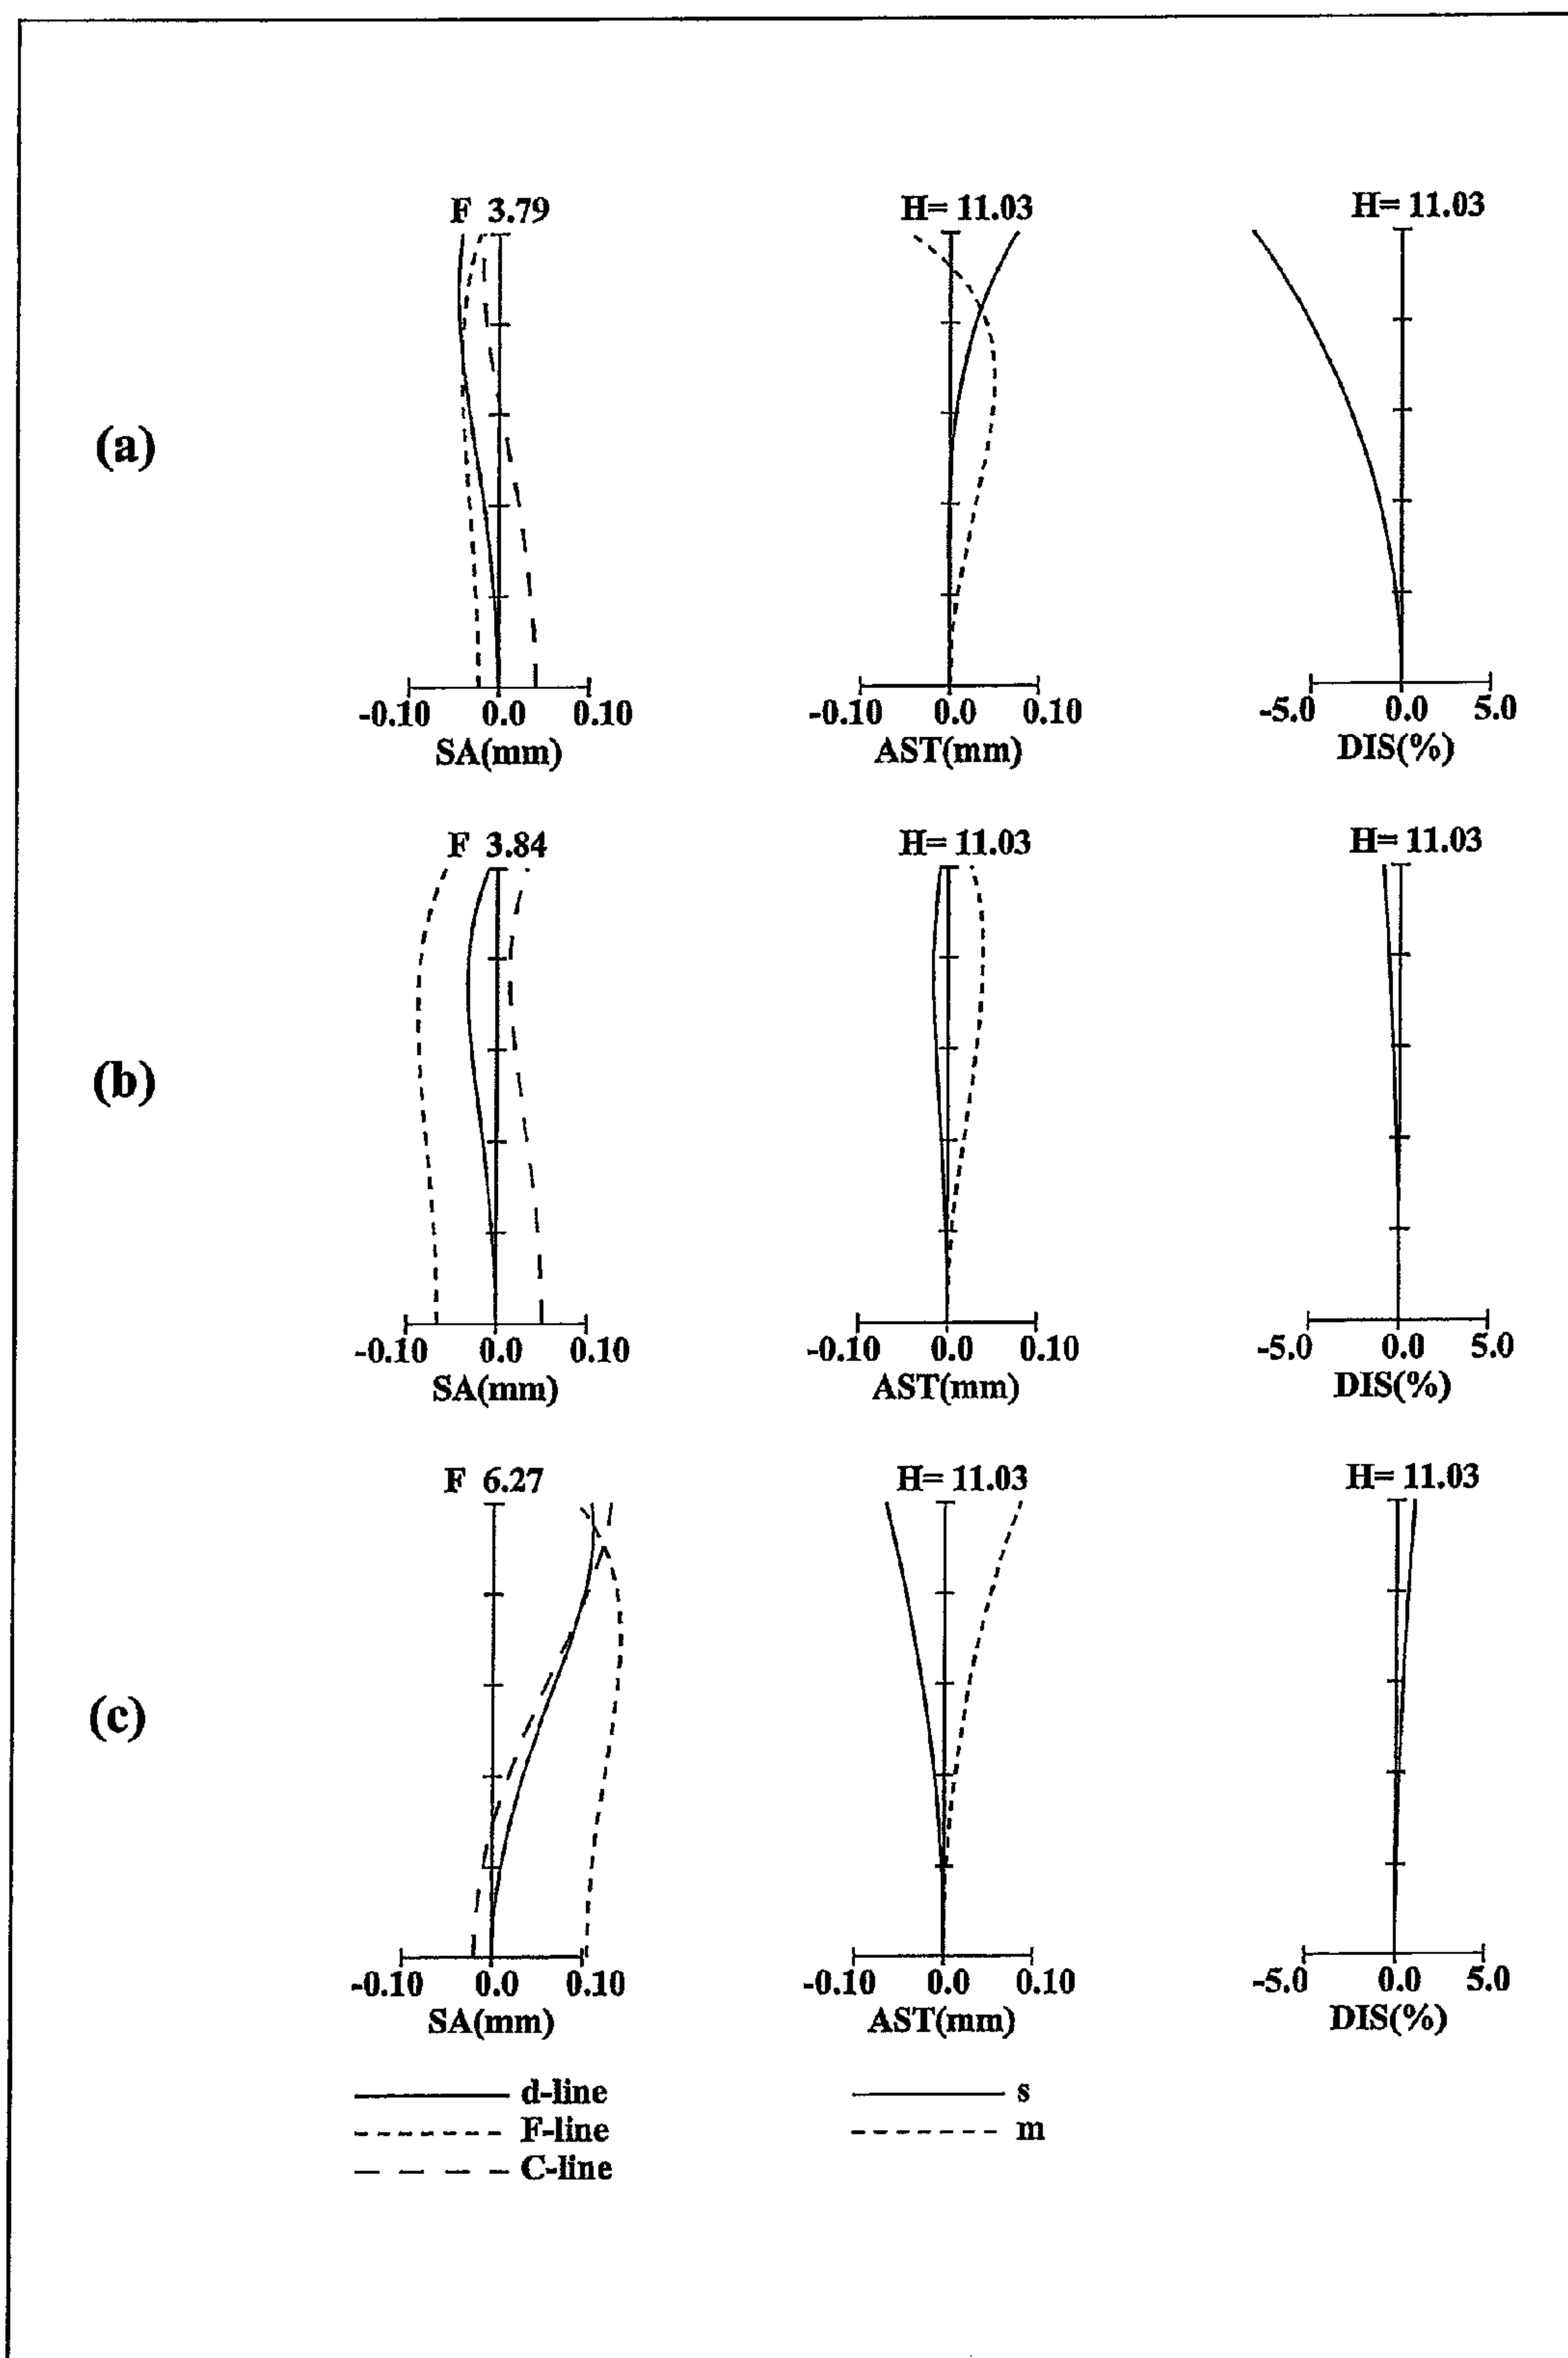 F 3.79 H= 11.03 H= 11.03
(a)
-0.10 0.0 0.10 -0.10 0.0 0.10 -5.0 0.0 5.0
SA(mm) AST(mm) DIS(%)
F 3.84 H= 11.03 H= 11.03
(b)
-0.10 0.0 0.10 -0.10 0.0 0.10 -5.0 0.0 5.0
SA(mm) AST(mm) DIS(%)
F 6.27 H= 11.03 H= 11.03
(c)
-0.10 0.0 0.10 -0.10 0.0 0.10 -5.0 0.0 5.0
SA(mm) AST(mm) DIS(%)
d-line s
F-line m
C-line